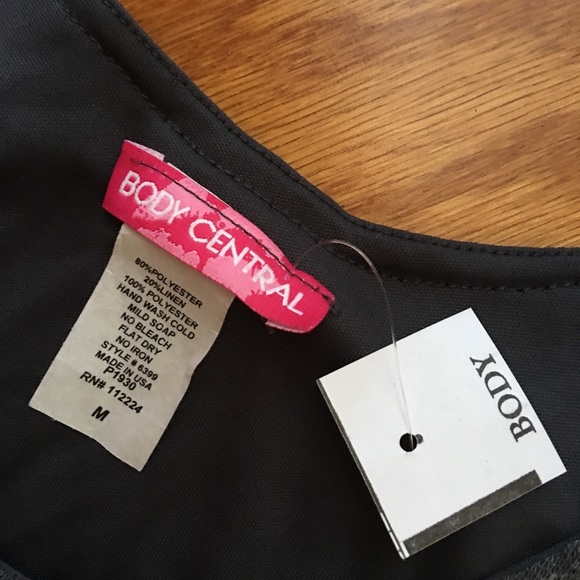 BODY CENTRAL
80%POLYESTER
20%LINEN
100% POLYESTER
HAND WASH COLD
MILD SOAP
NO BLEACH
FLAT DRY
NO IRON
STYLE # 6399
MADE IN USA
P1930
RN# 112224
M
BODY